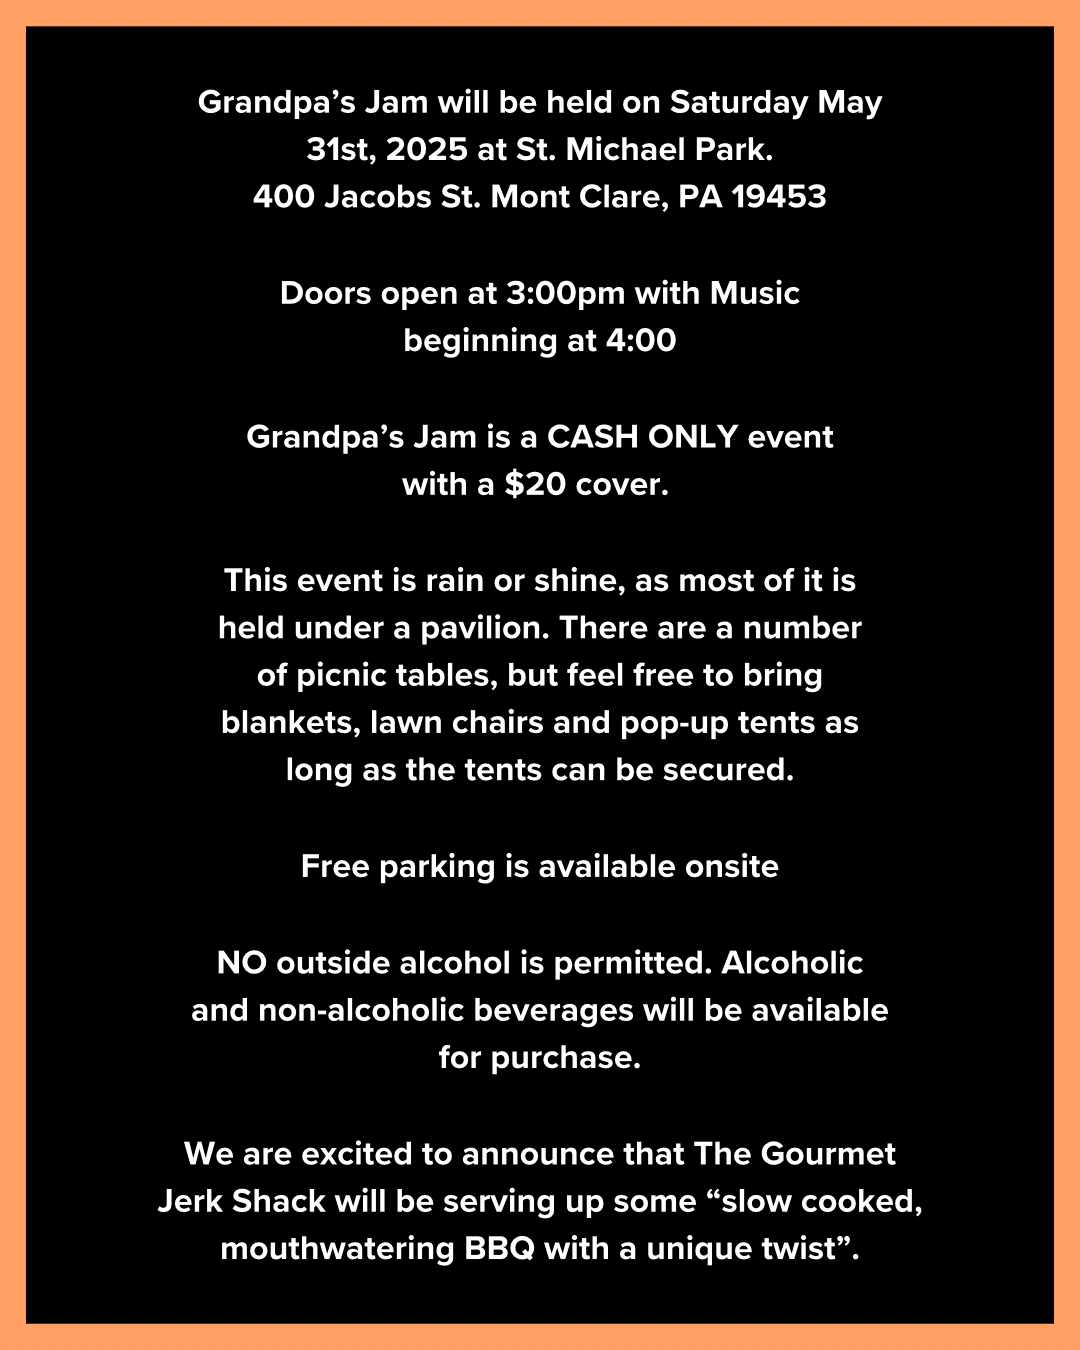 Grandpa’s Jam will be held on Saturday May
31st, 2025 at St. Michael Park.
400 Jacobs St. Mont Clare, PA 19453
Doors open at 3:00pm with Music
beginning at 4:00
Grandpa’s Jam is a CASH ONLY event
with a $20 cover.
This event is rain or shine, as most of it is
held under a pavilion. There are a number
of picnic tables, but feel free to bring
blankets, lawn chairs and pop-up tents as
long as the tents can be secured.
Free parking is available onsite
NO outside alcohol is permitted. Alcoholic
and non-alcoholic beverages will be available
for purchase.
We are excited to announce that The Gourmet
Jerk Shack will be serving up some “slow cooked,
mouthwatering BBQ with a unique twist”.